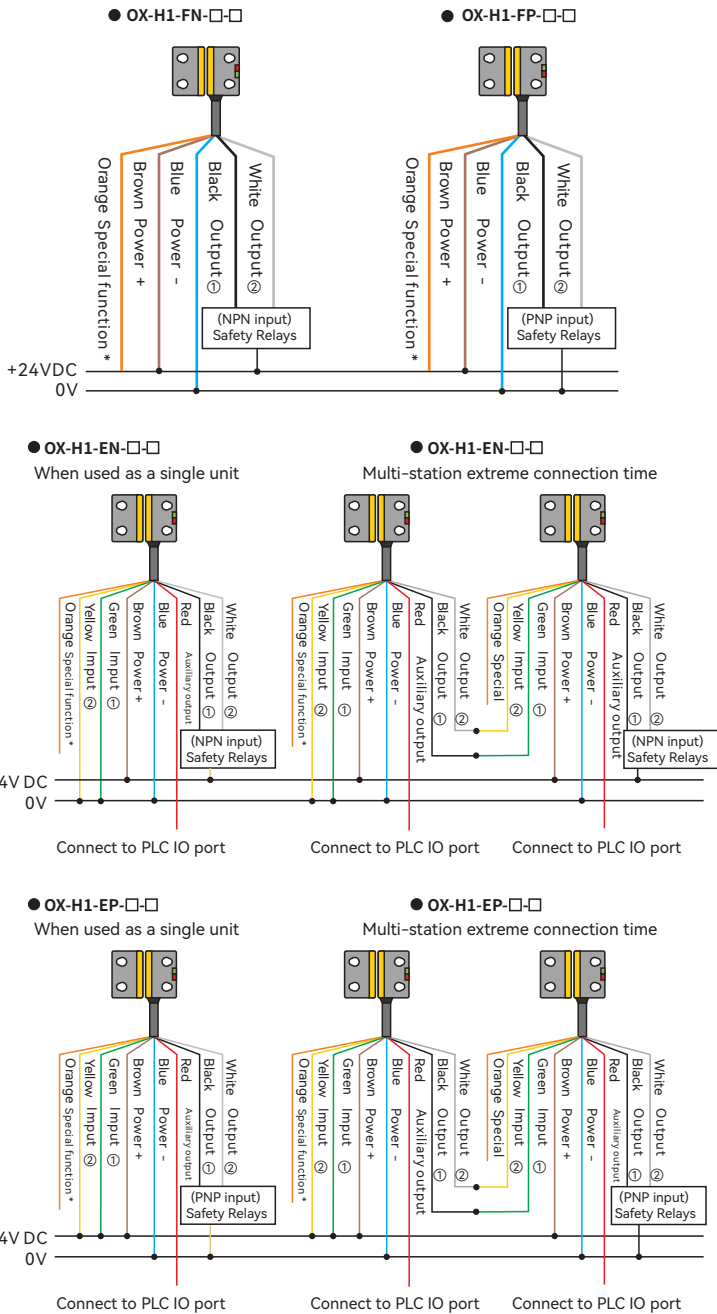 ● OX-H1-FN-□-□
● OX-H1-FP-□-□
Orange Special function *
Brown Power +
Blue Power -
Black Output ①
White Output ②
Orange Special function *
Brown Power +
Blue Power -
Black Output ①
White Output ②
(NPN input)
Safety Relays
(PNP input)
Safety Relays
+24VDC
0V
● OX-H1-EN-□-□
● OX-H1-EN-□-□
When used as a single unit
Multi-station extreme connection time
Orange Special function *
Yellow Imput ②
Green Imput ①
Brown Power +
Blue Power -
Red Auxiliary output
Black Output ①
White Output ②
Orange Special function *
Yellow Imput ②
Green Imput ①
Brown Power +
Blue Power -
Red Auxiliary output
Black Output ①
White Output ②
Orange Special
Yellow Imput ②
Green Imput ①
Brown Power +
Blue Power -
Red Auxiliary output
Black Output ①
White Output ②
(NPN input)
Safety Relays
(NPN input)
Safety Relays
4V DC
0V
Connect to PLC IO port
Connect to PLC IO port
Connect to PLC IO port
● OX-H1-EP-□-□
● OX-H1-EP-□-□
When used as a single unit
Multi-station extreme connection time
Orange Special function *
Yellow Imput ②
Green Imput ①
Brown Power +
Blue Power -
Red Auxiliary output
Black Output ①
White Output ②
Orange Special function *
Yellow Imput ②
Green Imput ①
Brown Power +
Blue Power -
Red Auxiliary output
Black Output ①
White Output ②
Orange Special
Yellow Imput ②
Green Imput ①
Brown Power +
Blue Power -
Red Auxiliary output
Black Output ①
White Output ②
(PNP input)
Safety Relays
(PNP input)
Safety Relays
4V DC
0V
Connect to PLC IO port
Connect to PLC IO port
Connect to PLC IO port